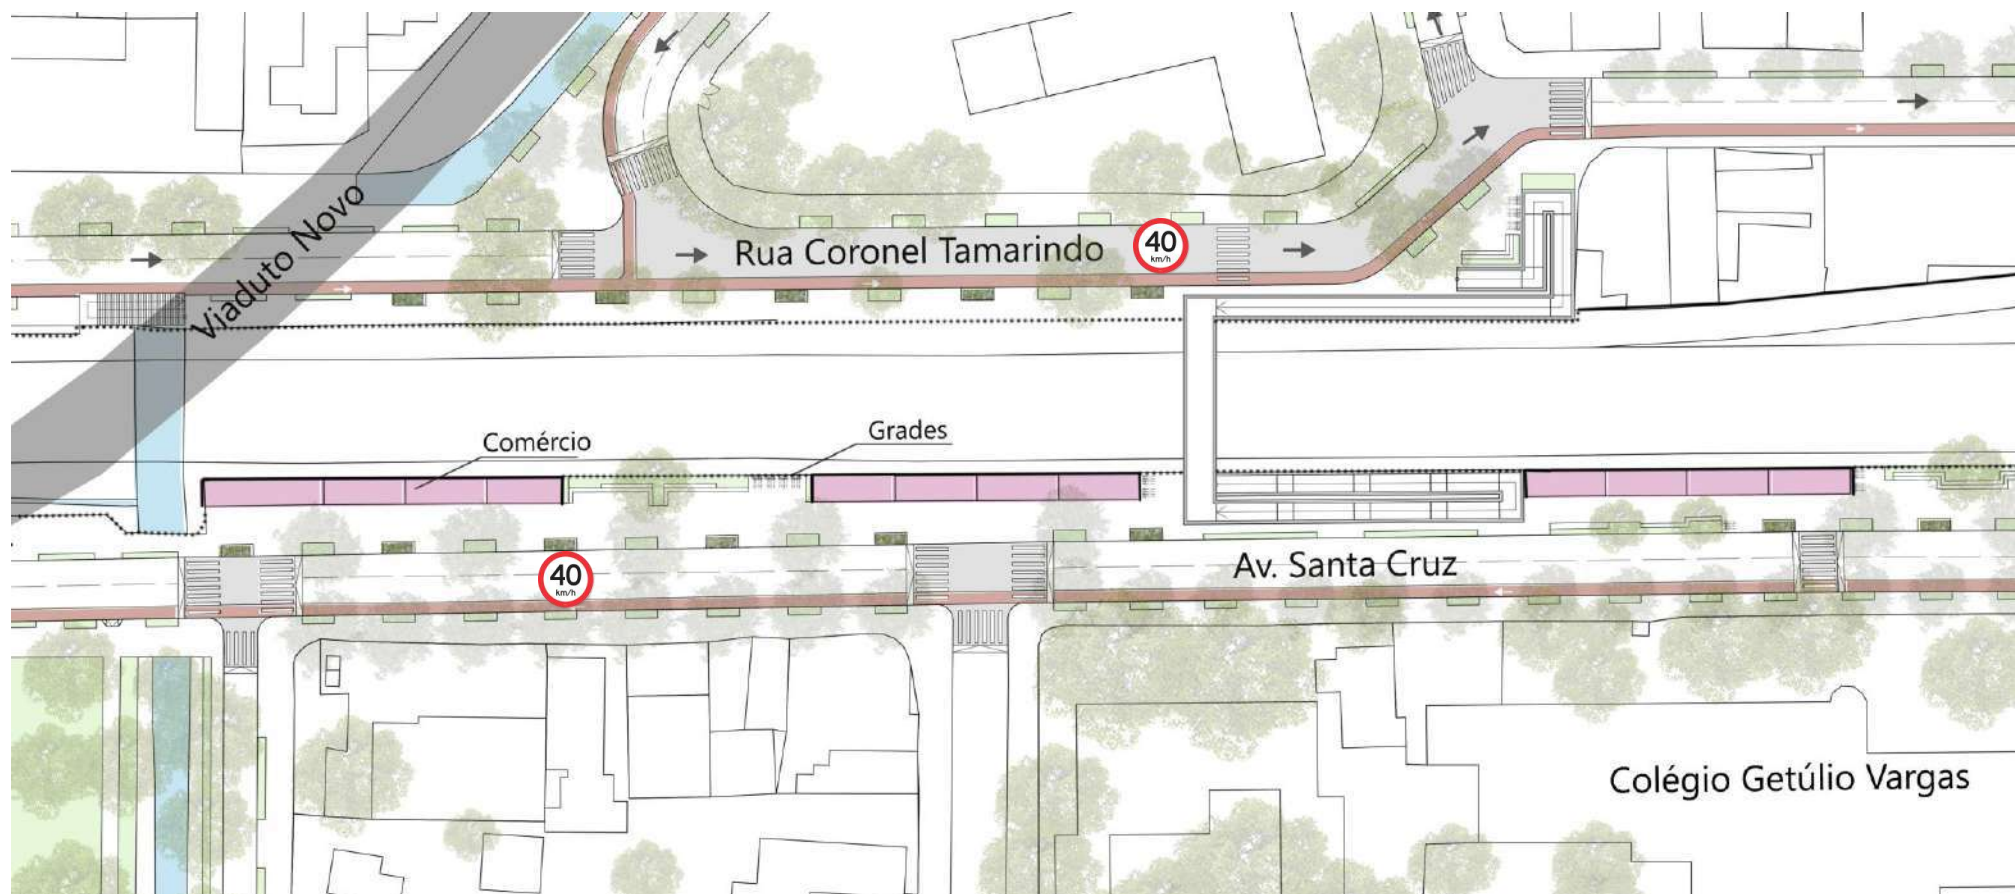 Viaduto Novo
Rua Coronel Tamarindo
40
km/h
Comércio
Grades
40
km/h
Av. Santa Cruz
Colégio Getúlio Vargas